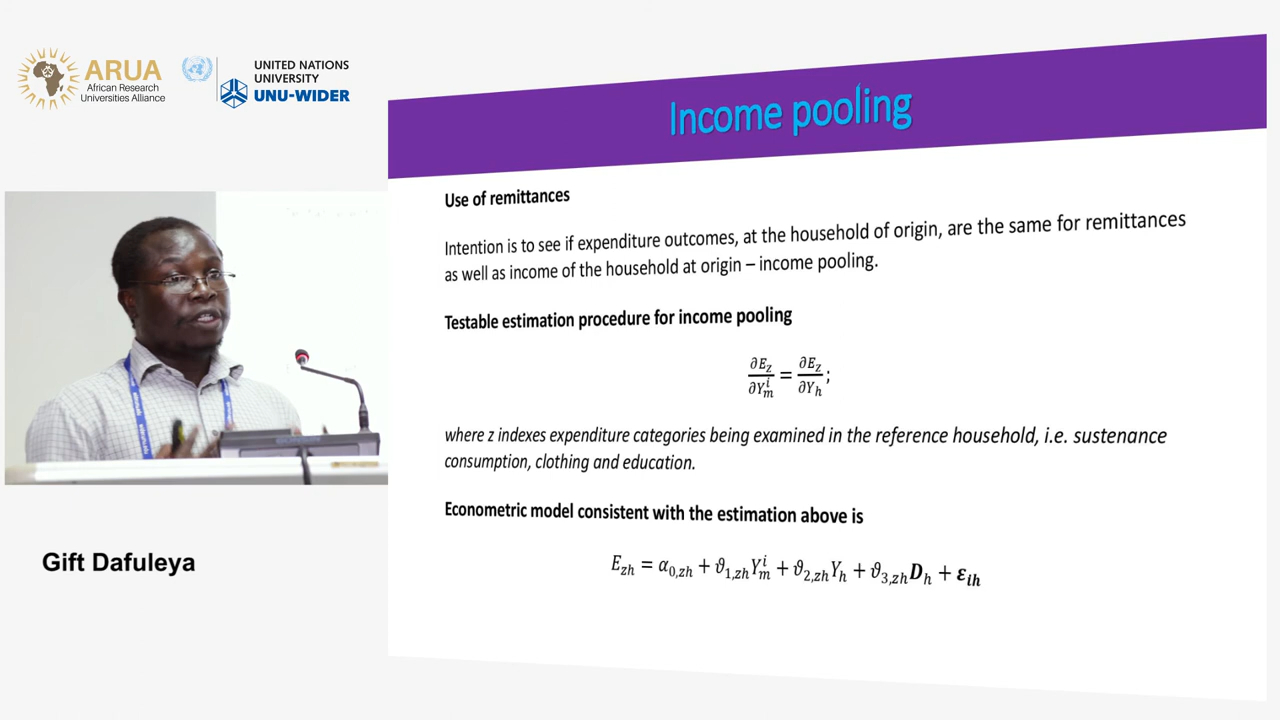 ARUA
African Research
Universities Alliance
UNITED NATIONS
UNIVERSITY
UNU-WIDER
Income pooling
Use of remittances
Intention is to see if expenditure outcomes, at the household of origin, are the same for remittances
as well as income of the household at origin – income pooling.
Testable estimation procedure for income pooling
∂E_z/∂Y_m^i = ∂E_z/∂Y_h ;
where z indexes expenditure categories being examined in the reference household, i.e. sustenance
consumption, clothing and education.
Econometric model consistent with the estimation above is
E_zh = α_0,zh + ϑ_1,zh Y_m^i + ϑ_2,zh Y_h + ϑ_3,zh D_h + ε_ih
Gift Dafuleya